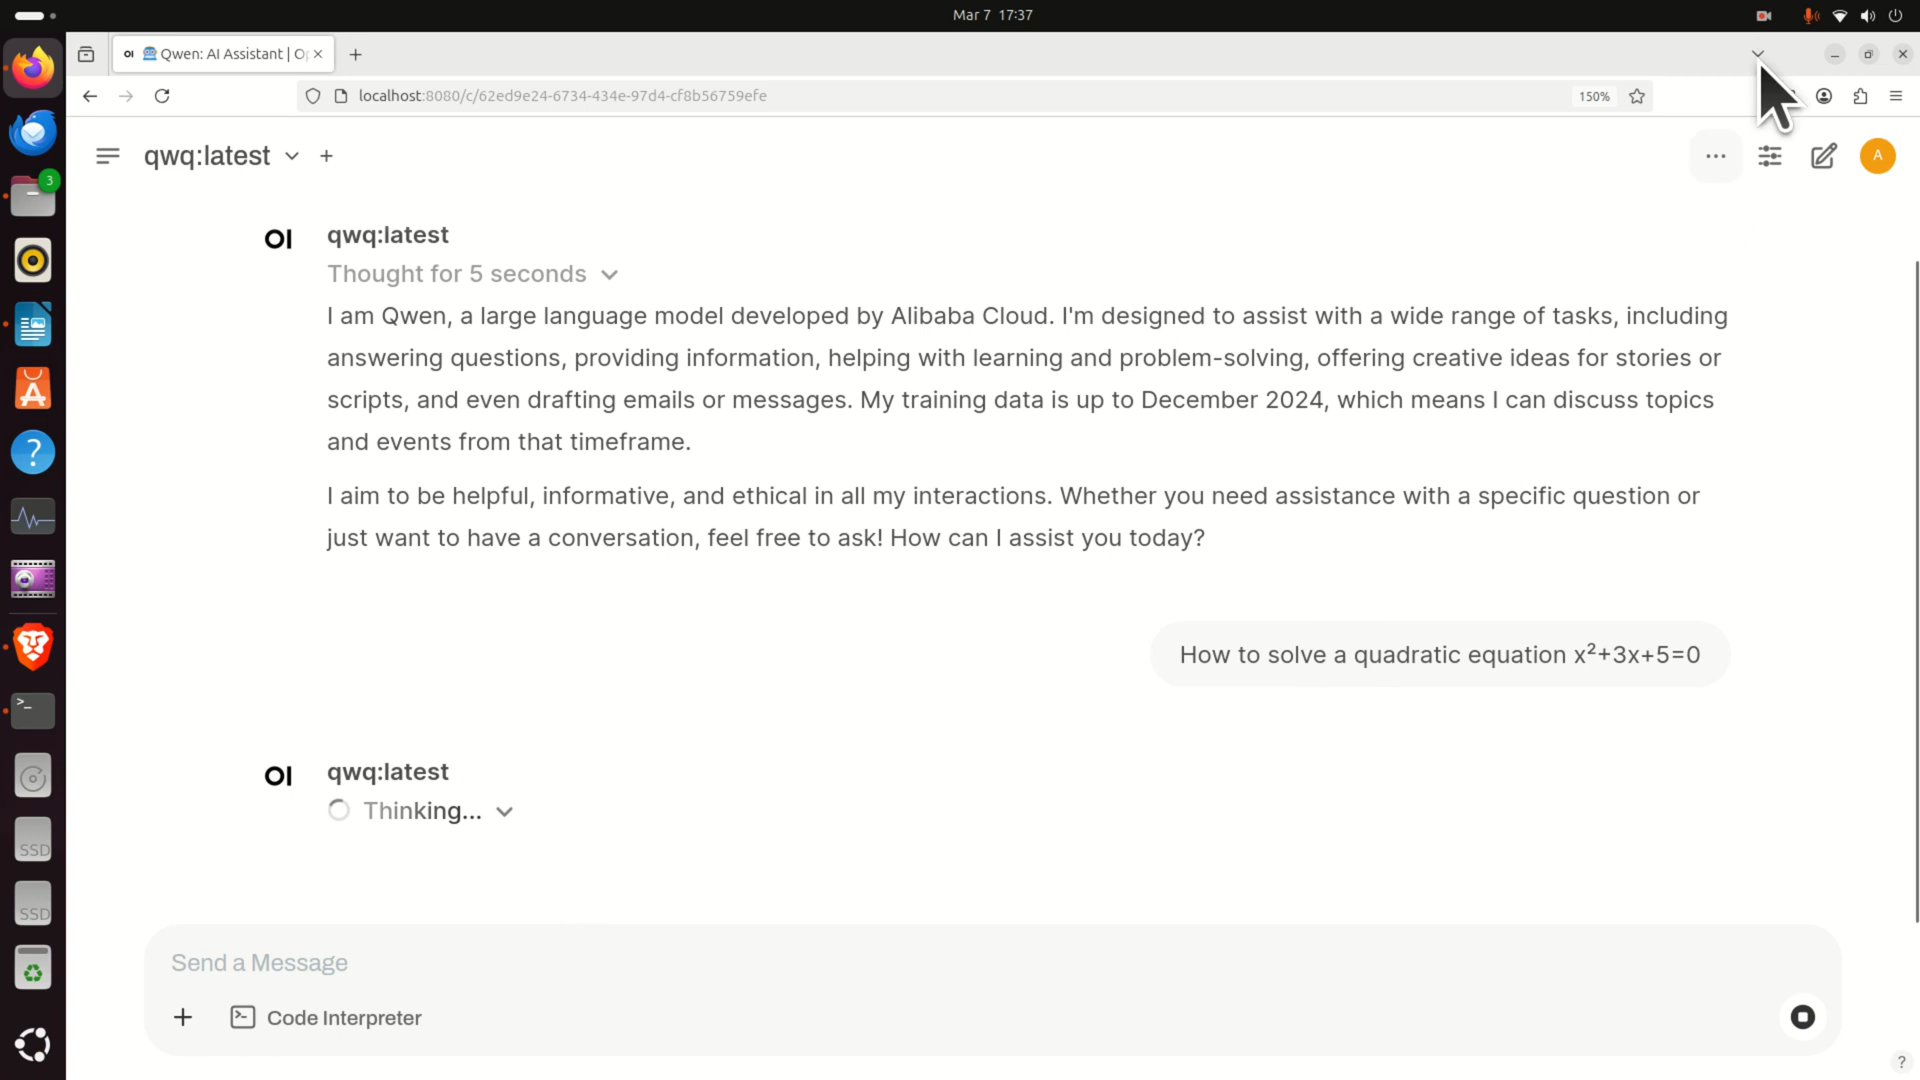 Mar 7 17:37
OI Qwen: AI Assistant | O
localhost:8080/c/62ed9e24-6734-434e-97d4-cf8b56759efe
150%
3
qwq:latest
A
OI qwq:latest
Thought for 5 seconds
I am Qwen, a large language model developed by Alibaba Cloud. I'm designed to assist with a wide range of tasks, including
answering questions, providing information, helping with learning and problem-solving, offering creative ideas for stories or
scripts, and even drafting emails or messages. My training data is up to December 2024, which means I can discuss topics
and events from that timeframe.
I aim to be helpful, informative, and ethical in all my interactions. Whether you need assistance with a specific question or
just want to have a conversation, feel free to ask! How can I assist you today?
How to solve a quadratic equation x²+3x+5=0
OI qwq:latest
Thinking...
SSD
SSD
Send a Message
Code Interpreter
?